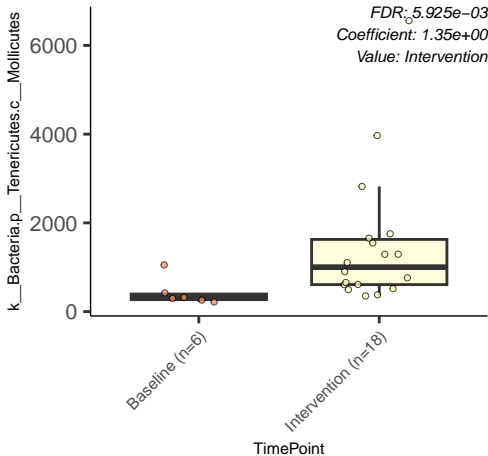 FDR: 5.925e−03
Coefficient: 1.35e+00
Value: Intervention
k__Bacteria.p__Tenericutes.c__Mollicutes
6000
4000
2000
0
Baseline (n=6)
Intervention (n=18)
TimePoint